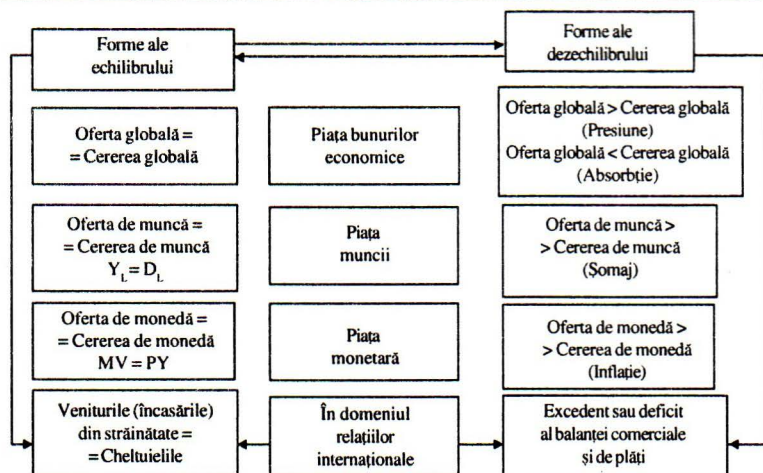 Forme ale
echilibrului
Forme ale
dezechilibrului
Oferta globală =
= Cererea globală
Piața bunurilor
economice
Oferta globală > Cererea globală
(Presiune)
Oferta globală < Cererea globală
(Absorbție)
Oferta de muncă =
= Cererea de muncă
Y_L = D_L
Piața
muncii
Oferta de muncă >
> Cererea de muncă
(Șomaj)
Oferta de monedă =
= Cererea de monedă
MV = PY
Piața
monetară
Oferta de monedă >
> Cererea de monedă
(Inflație)
Veniturile (încasările)
din străinătate =
= Cheltuielile
În domeniul
relațiilor
internaționale
Excedent sau deficit
al balanței comerciale
și de plăți